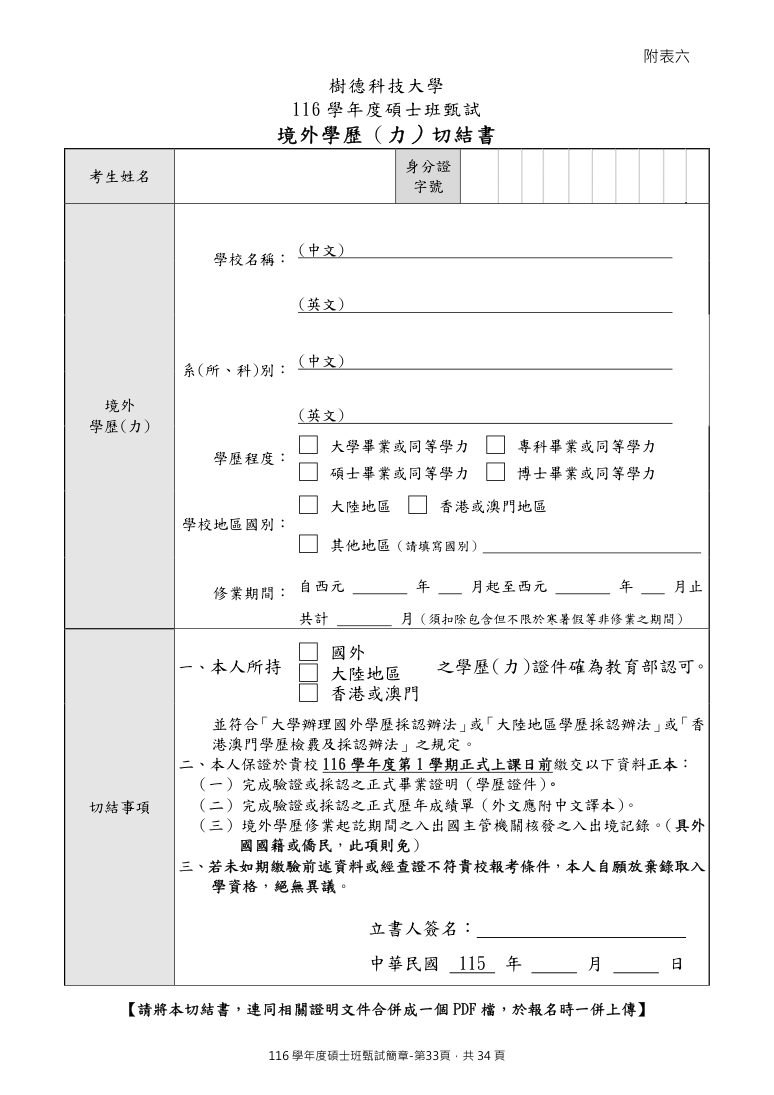 附表六
樹德科技大學
116 學年度碩士班甄試
境外學歷（力）切結書
考生姓名
身分證
字號
境外
學歷(力)
學校名稱：
(中文)
(英文)
系(所、科)別：
(中文)
(英文)
學歷程度：
□ 大學畢業或同等學力 □ 專科畢業或同等學力
□ 碩士畢業或同等學力 □ 博士畢業或同等學力
學校地區國別：
□ 大陸地區 □ 香港或澳門地區
□ 其他地區(請填寫國別)
修業期間：
自西元 ______ 年 ___ 月起至西元 ______ 年 ___ 月止
共計 ______ 月(須扣除包含但不限於寒暑假等非修業之期間)
切結事項
一、本人所持
□ 國外
□ 大陸地區
□ 香港或澳門
之學歷(力)證件確為教育部認可。
並符合「大學辦理國外學歷採認辦法」或「大陸地區學歷採認辦法」或「香
港澳門學歷檢覈及採認辦法」之規定。
二、本人保證於貴校 116 學年度第 1 學期正式上課日前繳交以下資料正本：
（一）完成驗證或採認之正式畢業證明（學歷證件）。
（二）完成驗證或採認之正式歷年成績單（外文應附中文譯本）。
（三）境外學歷修業起訖期間之入出國主管機關核發之入出境記錄。（具外
國國籍或僑民，此項則免）
三、若未如期繳驗前述資料或經查證不符貴校報考條件，本人自願放棄錄取入
學資格，絕無異議。
立書人簽名：
中華民國 115 年 ____ 月 ____ 日
【請將本切結書，連同相關證明文件合併成一個 PDF 檔，於報名時一併上傳】
116 學年度碩士班甄試簡章-第33頁，共 34 頁